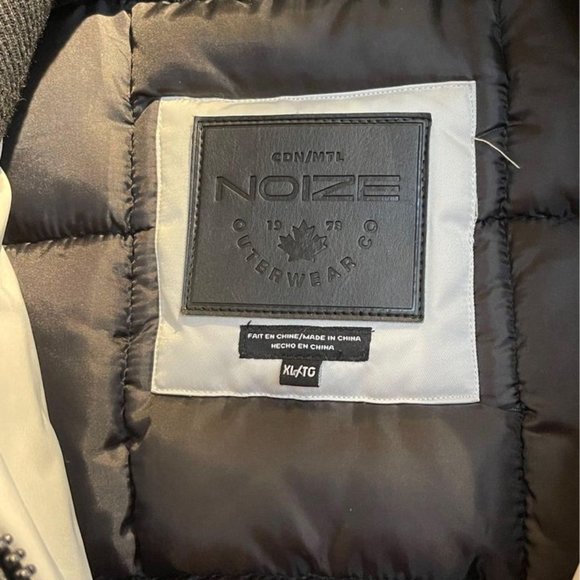 CDN/MTL
NOIZE
19 78
OUTERWEAR CO
FAIT EN CHINE/MADE IN CHINA
HECHO EN CHINA
XL/TG